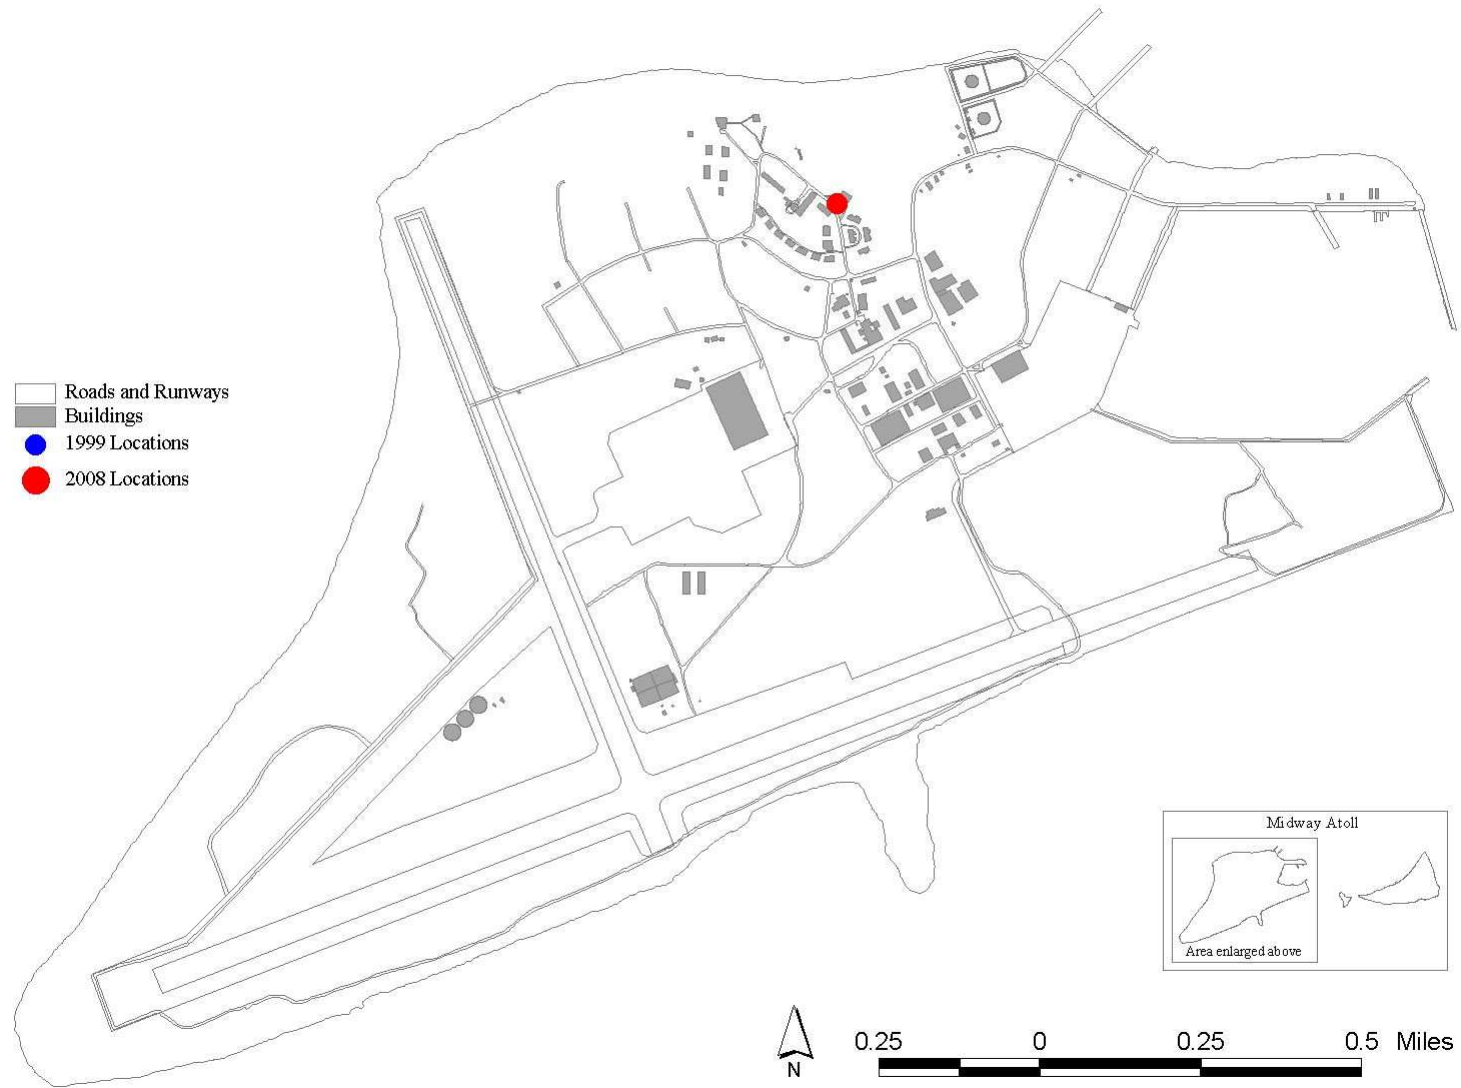 Roads and Runways
Buildings
1999 Locations
2008 Locations
Midway Atoll
Area enlarged above
N
0.25 0 0.25 0.5 Miles